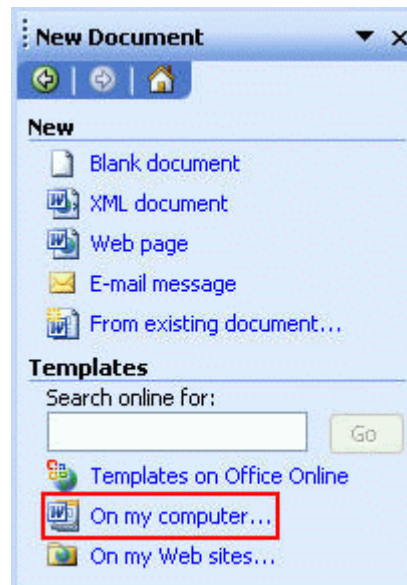 New Document
New
Blank document
XML document
Web page
E-mail message
From existing document...
Templates
Search online for:
Go
Templates on Office Online
On my computer...
On my Web sites...